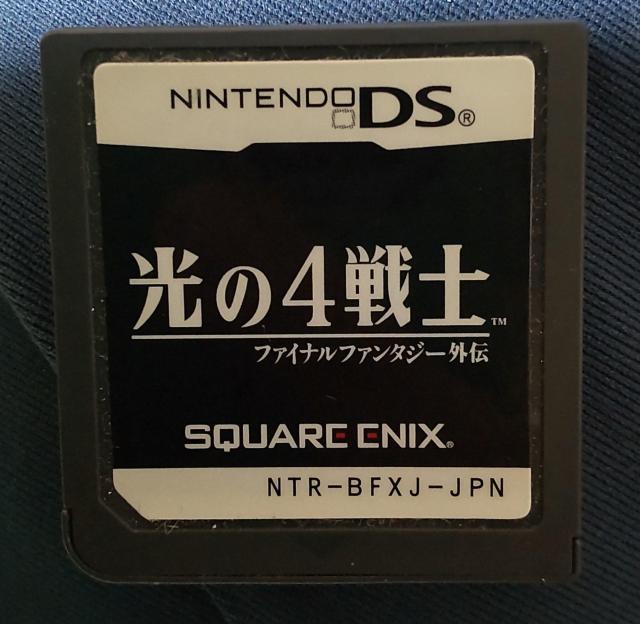 NINTENDO DS®
光の4戦士™
ファイナルファンタジー外伝
SQUARE ENIX®
NTR-BFXJ-JPN